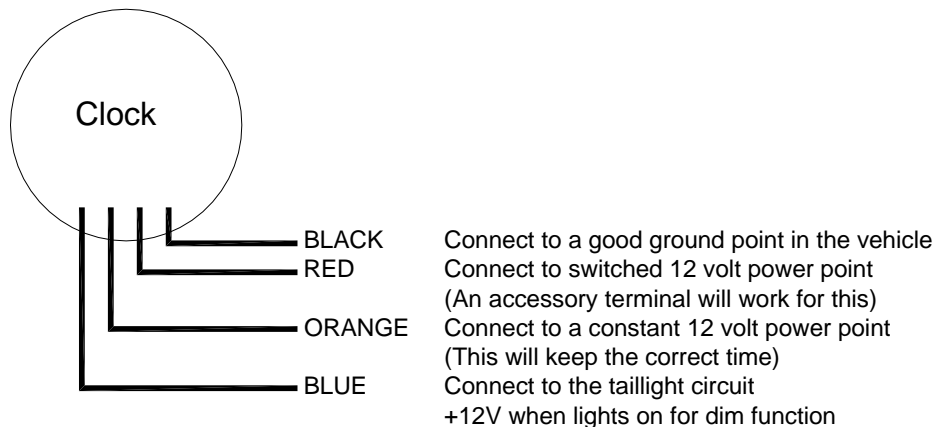 Clock
BLACK Connect to a good ground point in the vehicle
RED Connect to switched 12 volt power point
(An accessory terminal will work for this)
ORANGE Connect to a constant 12 volt power point
(This will keep the correct time)
BLUE Connect to the taillight circuit
+12V when lights on for dim function